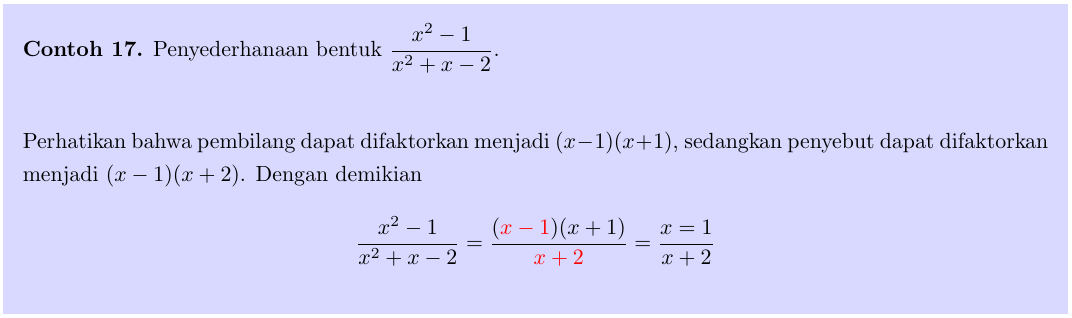 Contoh 17. Penyederhanaan bentuk \frac{x^2 - 1}{x^2 + x - 2}.
Perhatikan bahwa pembilang dapat difaktorkan menjadi (x−1)(x+1), sedangkan penyebut dapat difaktorkan
menjadi (x − 1)(x + 2). Dengan demikian
\frac{x^2 - 1}{x^2 + x - 2} = \frac{(x - 1)(x + 1)}{x + 2} = \frac{x = 1}{x + 2}